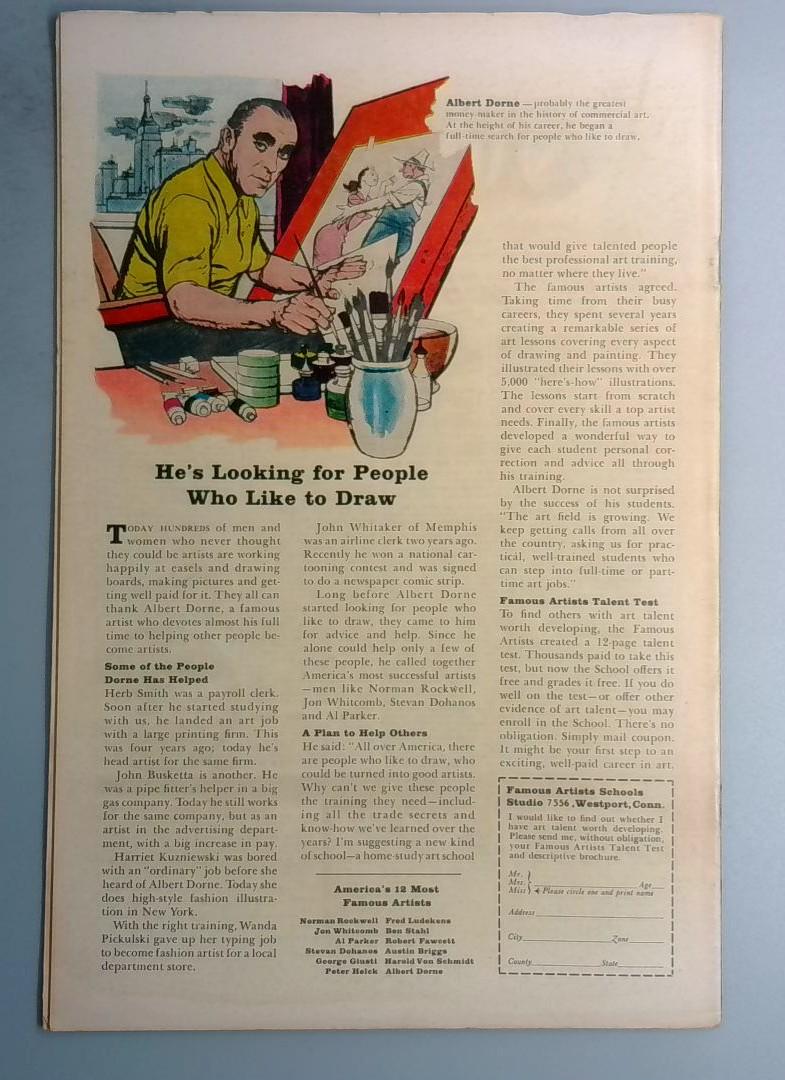 Albert Dorne — probably the greatest
money-maker in the history of commercial art.
At the height of his career, he began a
full-time search for people who like to draw.
He's Looking for People
Who Like to Draw
TODAY HUNDREDS of men and
women who never thought
they could be artists are working
happily at easels and drawing
boards, making pictures and get-
ting well paid for it. They all can
thank Albert Dorne, a famous
artist who devotes almost his full
time to helping other people be-
come artists.
Some of the People
Dorne Has Helped
Herb Smith was a payroll clerk.
Soon after he started studying
with us, he landed an art job
with a large printing firm. This
was four years ago; today he's
head artist for the same firm.
John Busketta is another. He
was a pipe fitter's helper in a big
gas company. Today he still works
for the same company, but as an
artist in the advertising depart-
ment, with a big increase in pay.
Harriet Kuzniewski was bored
with an "ordinary" job before she
heard of Albert Dorne. Today she
does high-style fashion illustra-
tion in New York.
With the right training, Wanda
Pickulski gave up her typing job
to become fashion artist for a local
department store.
John Whitaker of Memphis
was an airline clerk two years ago.
Recently he won a national car-
tooning contest and was signed
to do a newspaper comic strip.
Long before Albert Dorne
started looking for people who
like to draw, they came to him
for advice and help. Since he
alone could help only a few of
these people, he called together
America's most successful artists
—men like Norman Rockwell,
Jon Whitcomb, Stevan Dohanos
and Al Parker.
A Plan to Help Others
He said: "All over America, there
are people who like to draw, who
could be turned into good artists.
Why can't we give these people
the training they need—includ-
ing all the trade secrets and
know-how we've learned over the
years? I'm suggesting a new kind
of school—a home-study art school
America's 12 Most
Famous Artists
Norman Rockwell Fred Ludekens
Jon Whitcomb Ben Stahl
Al Parker Robert Fawcett
Stevan Dohanos Austin Briggs
George Giusti Harold Von Schmidt
Peter Helck Albert Dorne
that would give talented people
the best professional art training,
no matter where they live."
The famous artists agreed.
Taking time from their busy
careers, they spent several years
creating a remarkable series of
art lessons covering every aspect
of drawing and painting. They
illustrated their lessons with over
5,000 "here's-how" illustrations.
The lessons start from scratch
and cover every skill a top artist
needs. Finally, the famous artists
developed a wonderful way to
give each student personal cor-
rection and advice all through
his training.
Albert Dorne is not surprised
by the success of his students.
"The art field is growing. We
keep getting calls from all over
the country, asking us for prac-
tical, well-trained students who
can step into full-time or part-
time art jobs."
Famous Artists Talent Test
To find others with art talent
worth developing, the Famous
Artists created a 12-page talent
test. Thousands paid to take this
test, but now the School offers it
free and grades it free. If you do
well on the test—or offer other
evidence of art talent—you may
enroll in the School. There's no
obligation. Simply mail coupon.
It might be your first step to an
exciting, well-paid career in art.
Famous Artists Schools
Studio 7556, Westport, Conn.
I would like to find out whether I
have art talent worth developing.
Please send me, without obligation,
your Famous Artists Talent Test
and descriptive brochure.
Mr.
Mrs. Age
Miss Please circle one and print name
Address
City Zone
County State